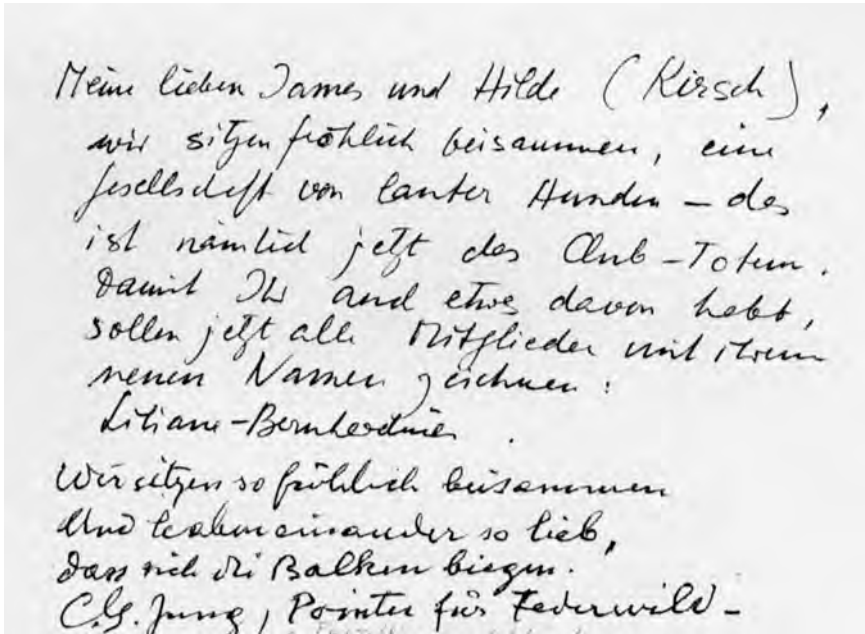 Meine lieben James und Hilde (Kirsch),
wir sitzen fröhlich beisammen, eine
Gesellschaft von lauter Hunden – das
ist nämlich jetzt das Club-Totem.
Damit Ihr auch etwas davon habt,
sollen jetzt alle Mitglieder mit ihrem
neuen Namen zeichnen:
Liliane-Bernhardiner.
Wir sitzen so fröhlich beisammen
Und haben einander so lieb,
dass sich die Balken biegen.
C.G. Jung, Pointer für Federwild –